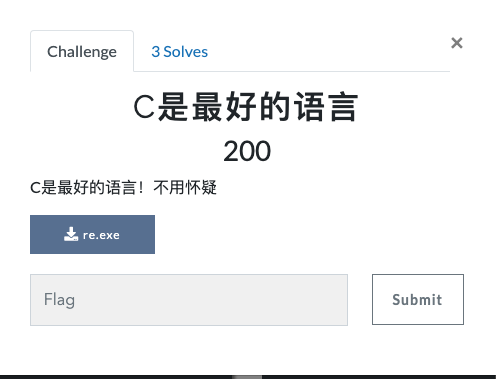 Challenge
3 Solves
×
C是最好的语言
200
C是最好的语言！不用怀疑
re.exe
Flag
Submit